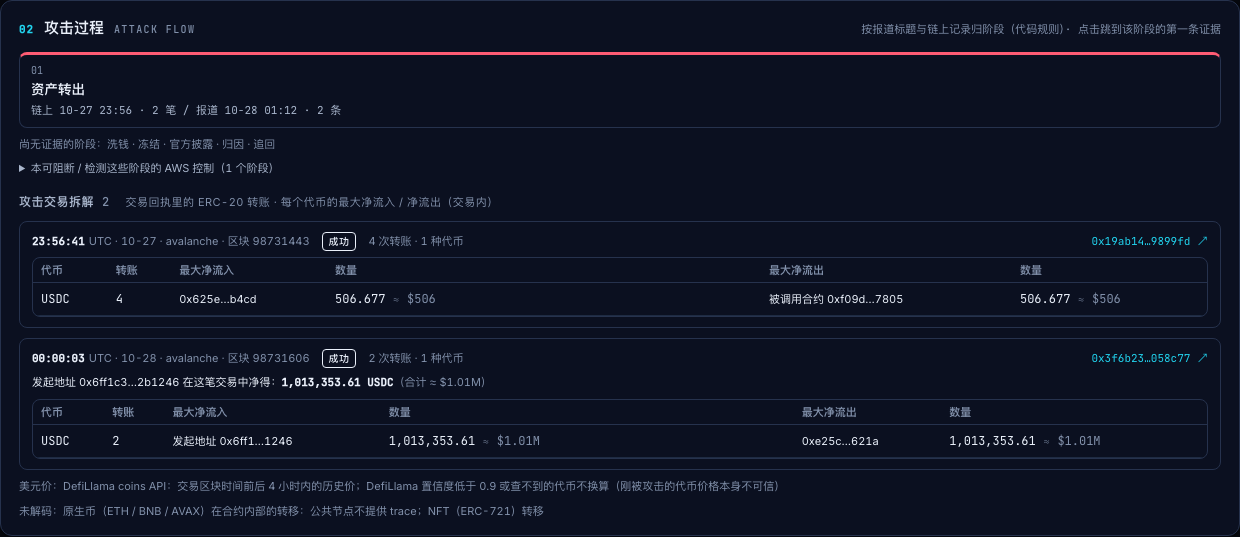 02 攻击过程 ATTACK FLOW 按报道标题与链上记录归阶段（代码规则）· 点击跳到该阶段的第一条证据
01
资产转出
链上 10-27 23:56 · 2 笔 / 报道 10-28 01:12 · 2 条
尚无证据的阶段：洗钱 · 冻结 · 官方披露 · 归因 · 追回
▶ 本可阻断 / 检测这些阶段的 AWS 控制（1 个阶段）
攻击交易拆解 2 交易回执里的 ERC-20 转账 · 每个代币的最大净流入 / 净流出（交易内）
23:56:41 UTC · 10-27 · avalanche · 区块 98731443 成功 4 次转账 · 1 种代币 0x19ab14…9899fd ↗
代币 转账 最大净流入 数量 最大净流出 数量
USDC 4 0x625e…b4cd 506.677 ≈ $506 被调用合约 0xf09d…7805 506.677 ≈ $506
00:00:03 UTC · 10-28 · avalanche · 区块 98731606 成功 2 次转账 · 1 种代币 0x3f6b23…058c77 ↗
发起地址 0x6ff1c3…2b1246 在这笔交易中净得：1,013,353.61 USDC（合计 ≈ $1.01M）
代币 转账 最大净流入 数量 最大净流出 数量
USDC 2 发起地址 0x6ff1…1246 1,013,353.61 ≈ $1.01M 0xe25c…621a 1,013,353.61 ≈ $1.01M
美元价：DefiLlama coins API：交易区块时间前后 4 小时内的历史价；DefiLlama 置信度低于 0.9 或查不到的代币不换算（刚被攻击的代币价格本身不可信）
未解码：原生币（ETH / BNB / AVAX）在合约内部的转移：公共节点不提供 trace；NFT（ERC-721）转移